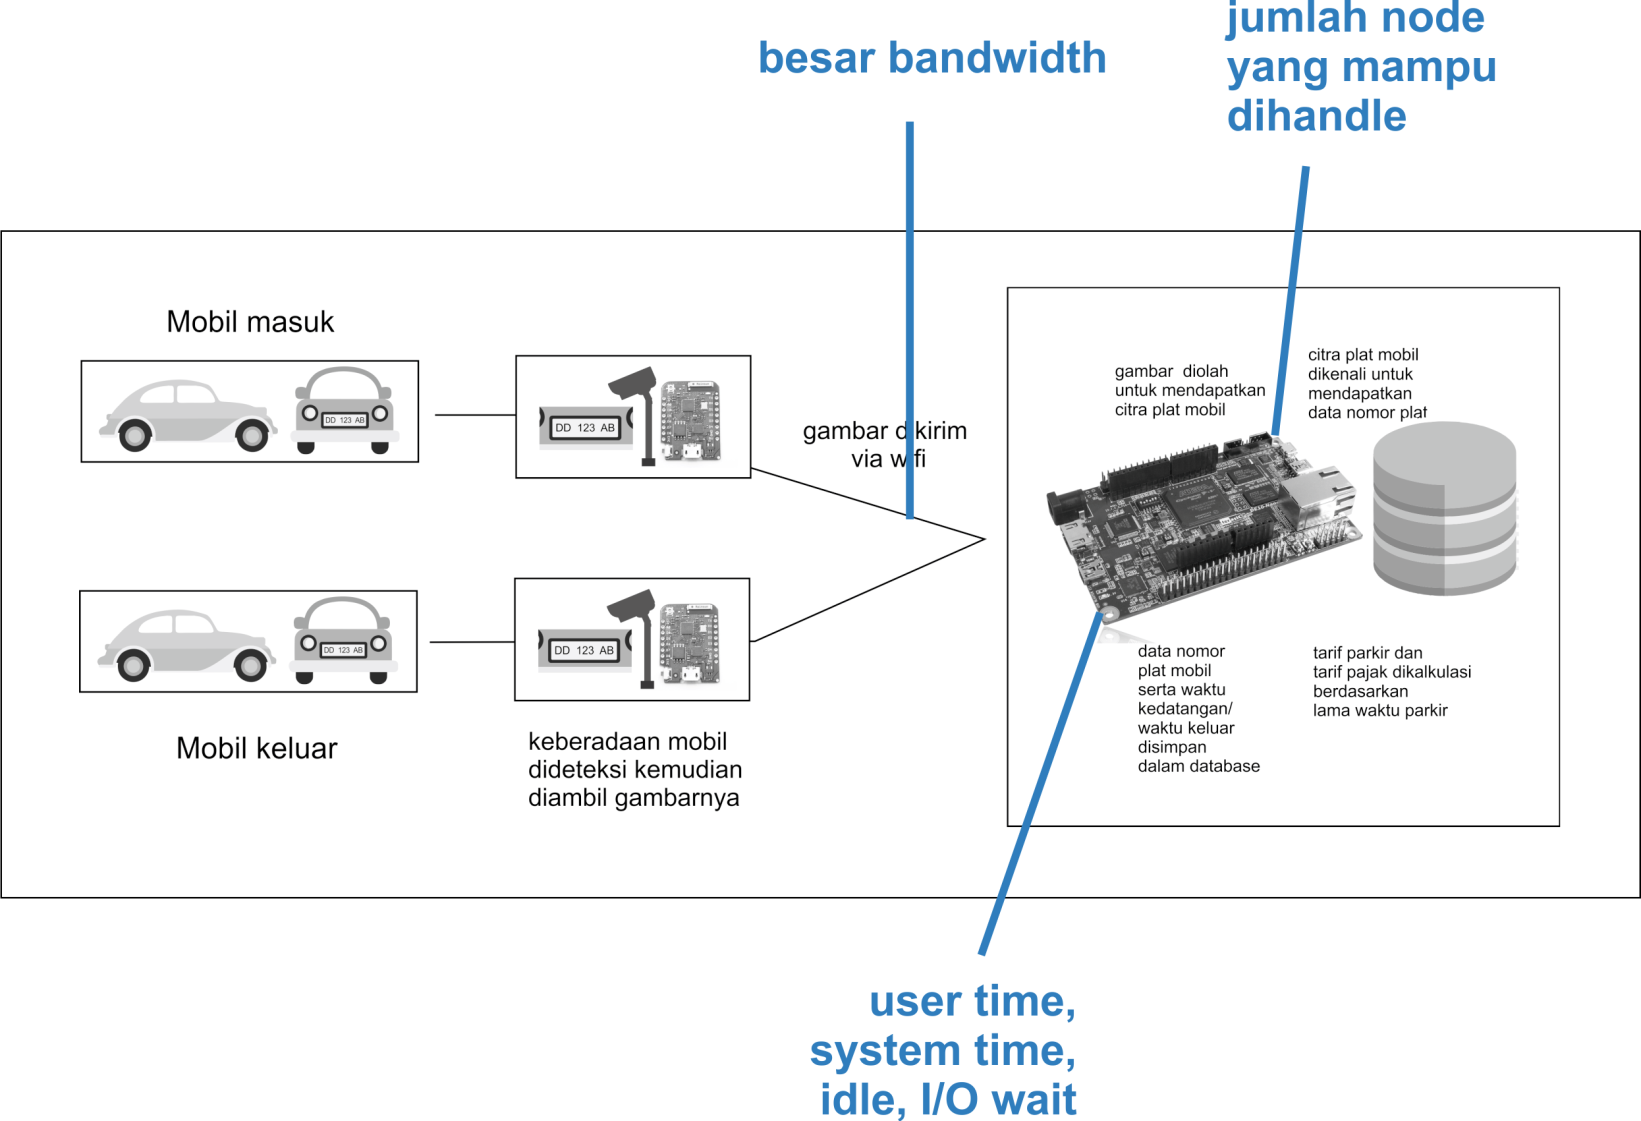 besar bandwidth
jumlah node
yang mampu
dihandle
Mobil masuk
DD 123 AB
DD 123 AB
gambar dikirim
via wifi
gambar diolah
untuk mendapatkan
citra plat mobil
citra plat mobil
dikenali untuk
mendapatkan
data nomor plat
DD 123 AB
DD 123 AB
Mobil keluar
keberadaan mobil
dideteksi kemudian
diambil gambarnya
data nomor
plat mobil
serta waktu
kedatangan/
waktu keluar
disimpan
dalam database
tarif parkir dan
tarif pajak dikalkulasi
berdasarkan
lama waktu parkir
user time,
system time,
idle, I/O wait